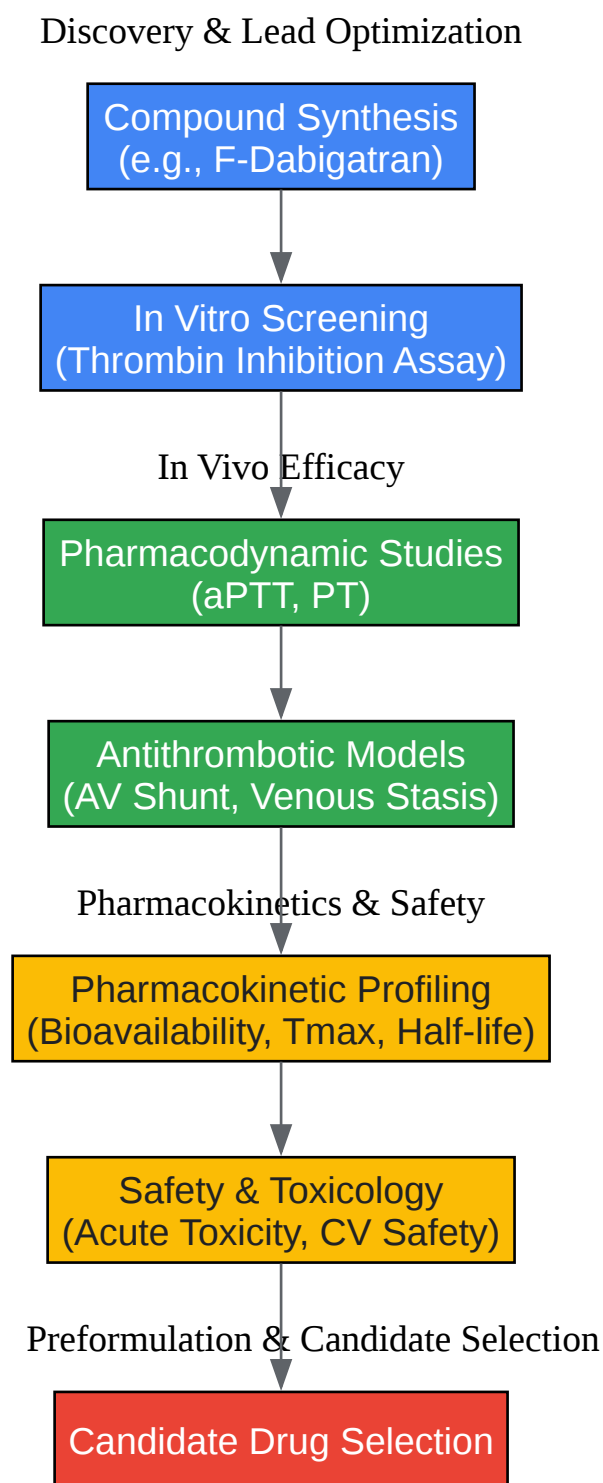 Discovery & Lead Optimization
Compound Synthesis
(e.g., F-Dabigatran)
In Vitro Screening
(Thrombin Inhibition Assay)
In Vivo Efficacy
Pharmacodynamic Studies
(aPTT, PT)
Antithrombotic Models
(AV Shunt, Venous Stasis)
Pharmacokinetics & Safety
Pharmacokinetic Profiling
(Bioavailability, Tmax, Half-life)
Safety & Toxicology
(Acute Toxicity, CV Safety)
Preformulation & Candidate Selection
Candidate Drug Selection